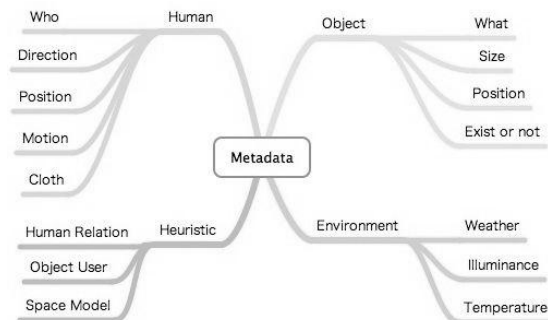 Metadata
Human
Who
Direction
Position
Motion
Cloth
Object
What
Size
Position
Exist or not
Heuristic
Human Relation
Object User
Space Model
Environment
Weather
Illuminance
Temperature